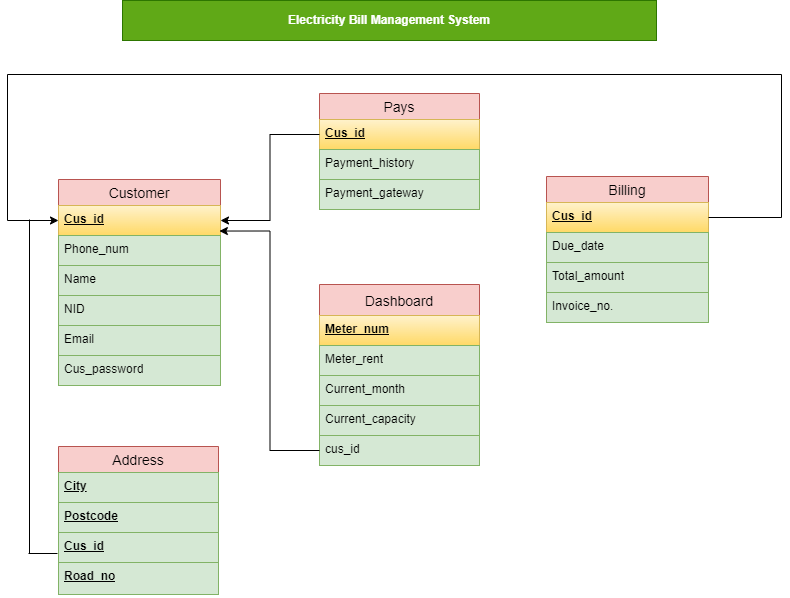 Electricity Bill Management System
Pays
Cus_id
Payment_history
Payment_gateway
Customer
Cus_id
Phone_num
Name
NID
Email
Cus_password
Billing
Cus_id
Due_date
Total_amount
Invoice_no.
Dashboard
Meter_num
Meter_rent
Current_month
Current_capacity
cus_id
Address
City
Postcode
Cus_id
Road_no